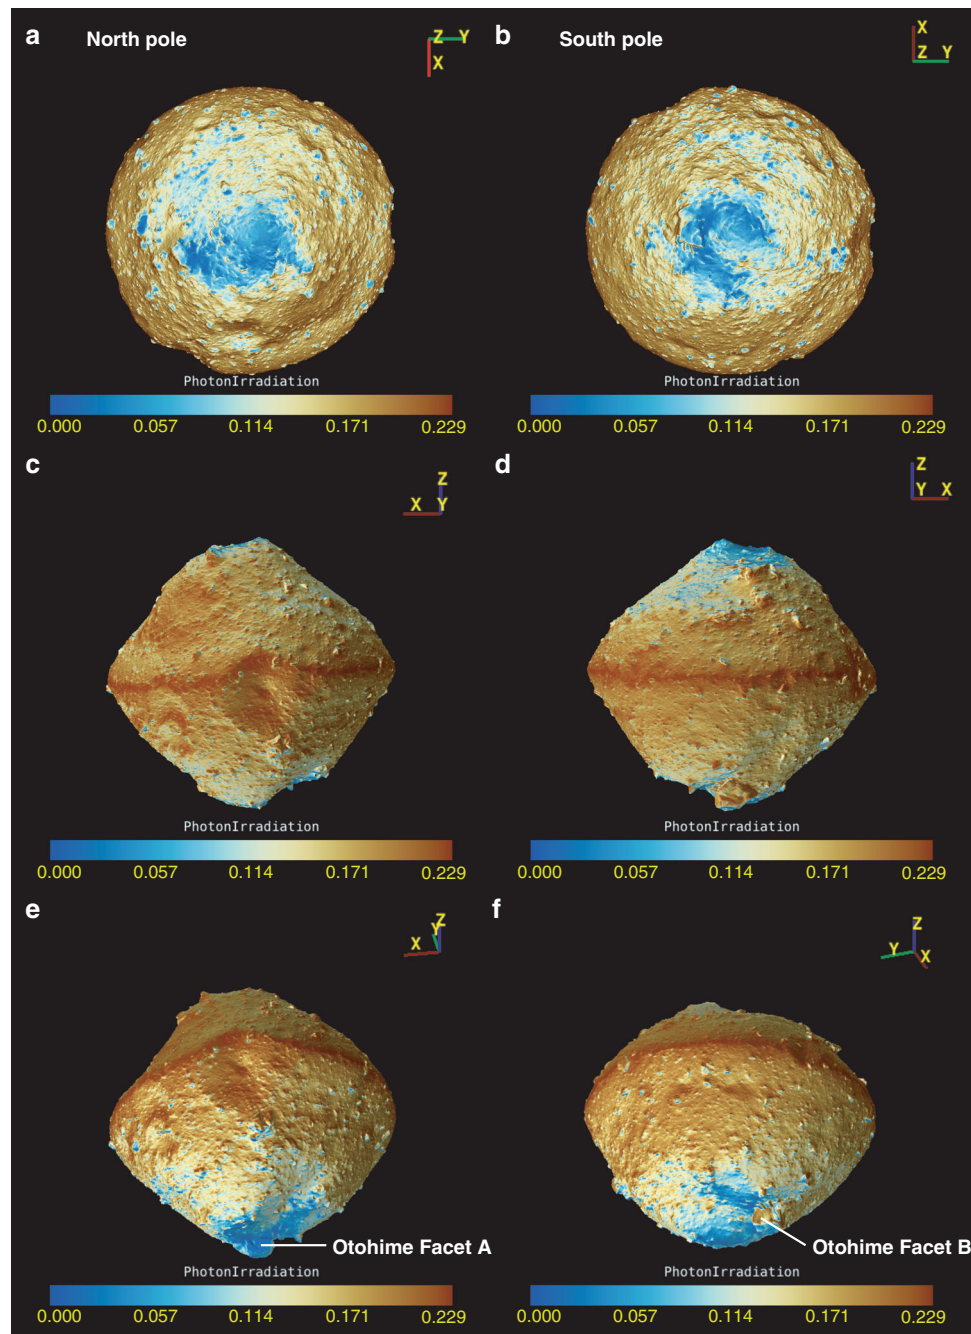 a North pole
Z Y
X
b South pole
X
Z Y
PhotonIrradiation
0.000 0.057 0.114 0.171 0.229
PhotonIrradiation
0.000 0.057 0.114 0.171 0.229
c
Z
X Y
d
Z
Y X
PhotonIrradiation
0.000 0.057 0.114 0.171 0.229
PhotonIrradiation
0.000 0.057 0.114 0.171 0.229
e
Z
Y
X
f
Z
Y X
Otohime Facet A
Otohime Facet B
PhotonIrradiation
0.000 0.057 0.114 0.171 0.229
PhotonIrradiation
0.000 0.057 0.114 0.171 0.229